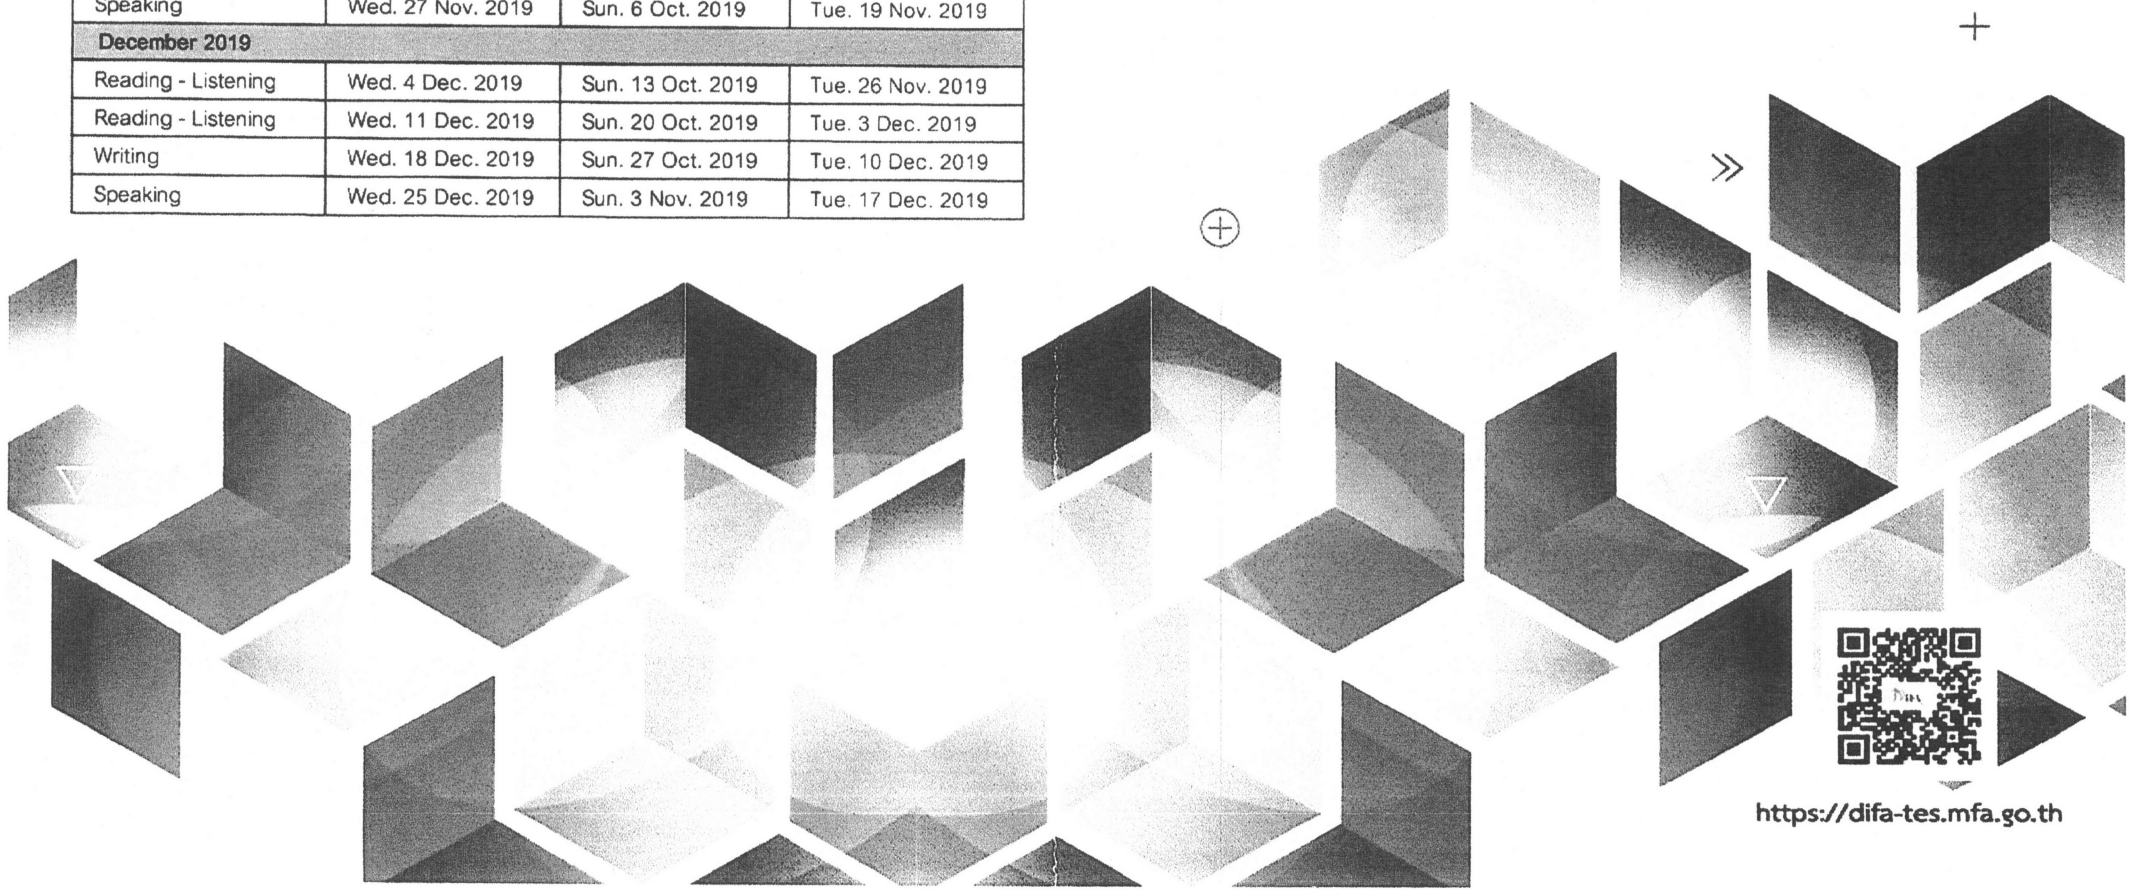 Speaking Wed. 27 Nov. 2019 Sun. 6 Oct. 2019 Tue. 19 Nov. 2019
December 2019
Reading - Listening Wed. 4 Dec. 2019 Sun. 13 Oct. 2019 Tue. 26 Nov. 2019
Reading - Listening Wed. 11 Dec. 2019 Sun. 20 Oct. 2019 Tue. 3 Dec. 2019
Writing Wed. 18 Dec. 2019 Sun. 27 Oct. 2019 Tue. 10 Dec. 2019
Speaking Wed. 25 Dec. 2019 Sun. 3 Nov. 2019 Tue. 17 Dec. 2019
https://difa-tes.mfa.go.th